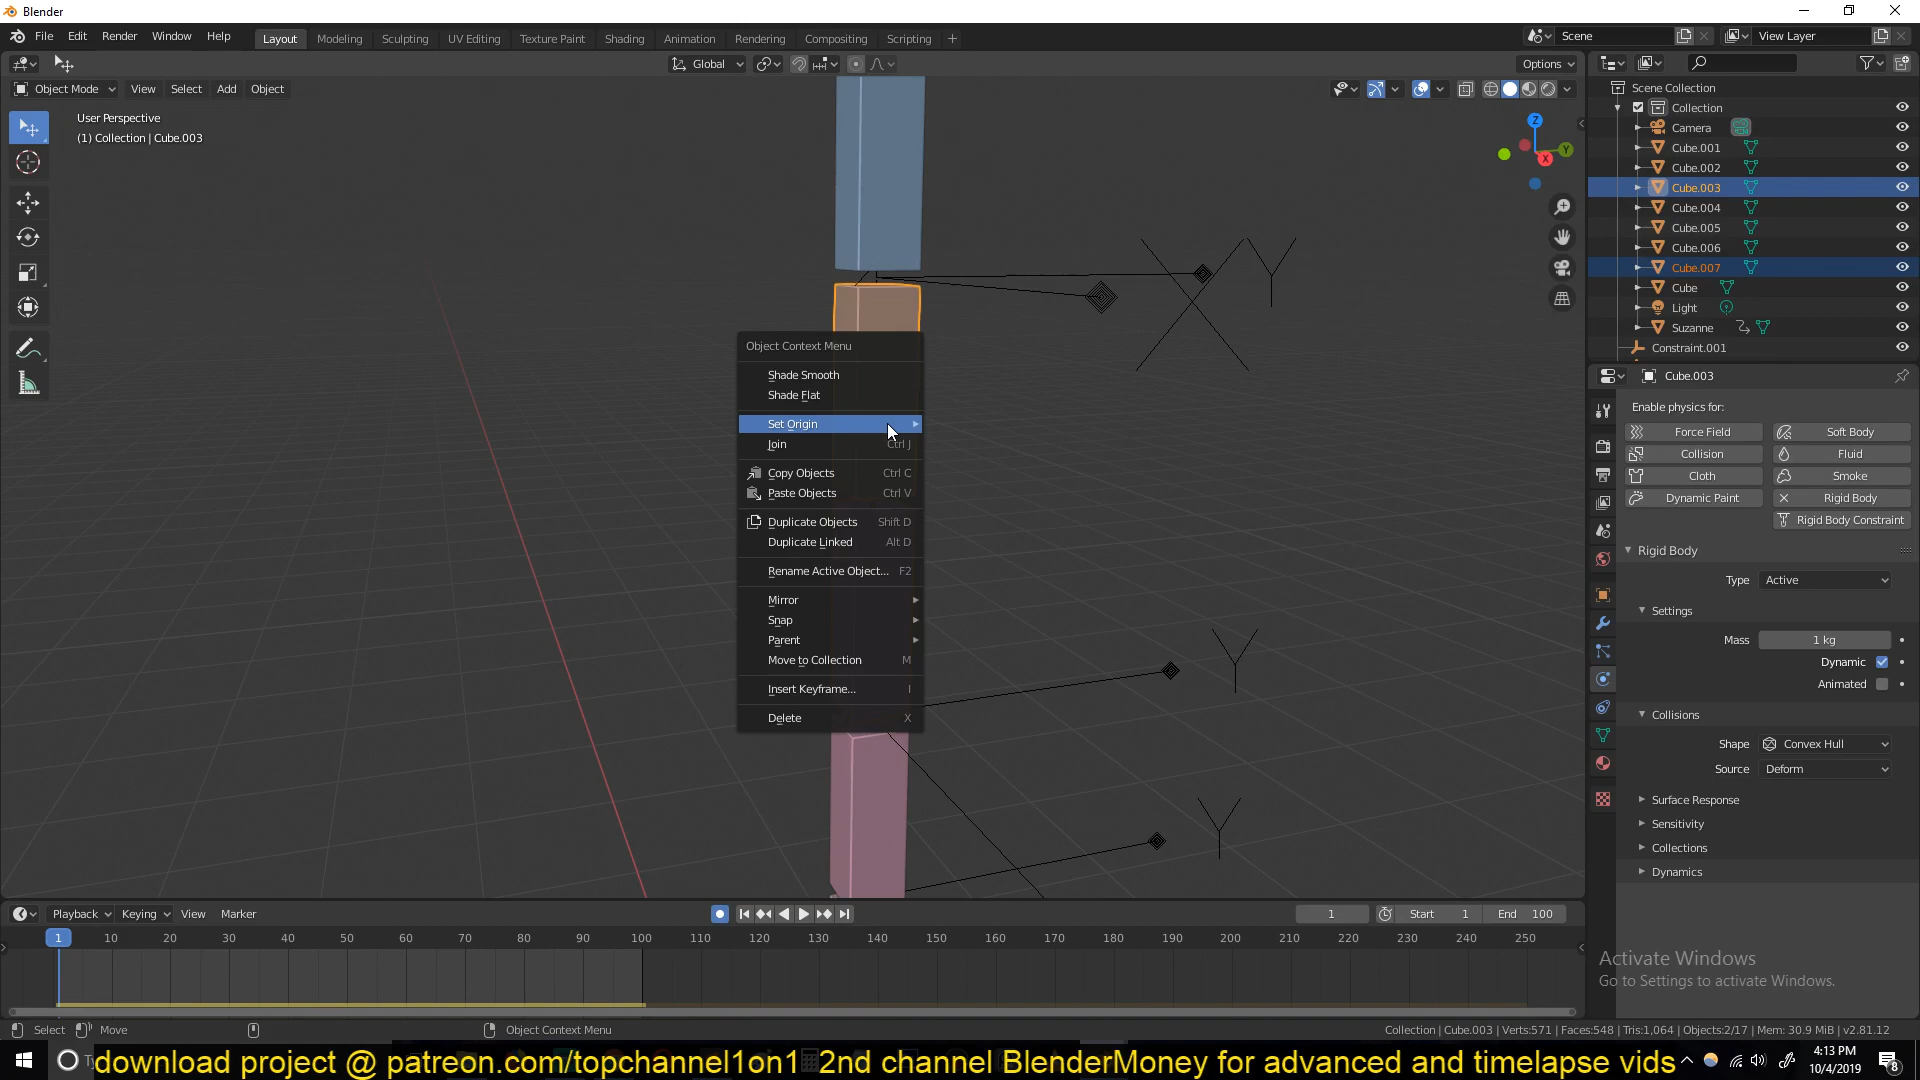 Blender
File Edit Render Window Help
Layout Modeling Sculpting UV Editing Texture Paint Shading Animation Rendering Compositing Scripting +
Scene
View Layer
Global
Options
Object Mode View Select Add Object
User Perspective
(1) Collection | Cube.003
Z
Y
X
Scene Collection
Collection
Camera
Cube.001
Cube.002
Cube.003
Cube.004
Cube.005
Cube.006
Cube.007
Cube
Light
Suzanne
Constraint.001
Object Context Menu
Shade Smooth
Shade Flat
Set Origin
Join Ctrl J
Copy Objects Ctrl C
Paste Objects Ctrl V
Duplicate Objects Shift D
Duplicate Linked Alt D
Rename Active Object... F2
Mirror
Snap
Parent
Move to Collection M
Insert Keyframe... I
Delete X
Y
X
Y
Y
Cube.003
Enable physics for:
Force Field Soft Body
Collision Fluid
Cloth Smoke
Dynamic Paint Rigid Body
Rigid Body Constraint
Rigid Body
Type Active
Settings
Mass 1 kg
Dynamic
Animated
Collisions
Shape Convex Hull
Source Deform
Surface Response
Sensitivity
Collections
Dynamics
Playback Keying View Marker
1 Start 1 End 100
1 10 20 30 40 50 60 70 80 90 100 110 120 130 140 150 160 170 180 190 200 210 220 230 240 250
Activate Windows
Go to Settings to activate Windows.
Select Move Object Context Menu
Collection | Cube.003 | Verts:571 | Faces:548 | Tris:1,064 | Objects:2/17 | Mem: 30.9 MiB | v2.81.12
download project @ patreon.com/topchannel1on1 2nd channel BlenderMoney for advanced and timelapse vids
4:13 PM
10/4/2019
8